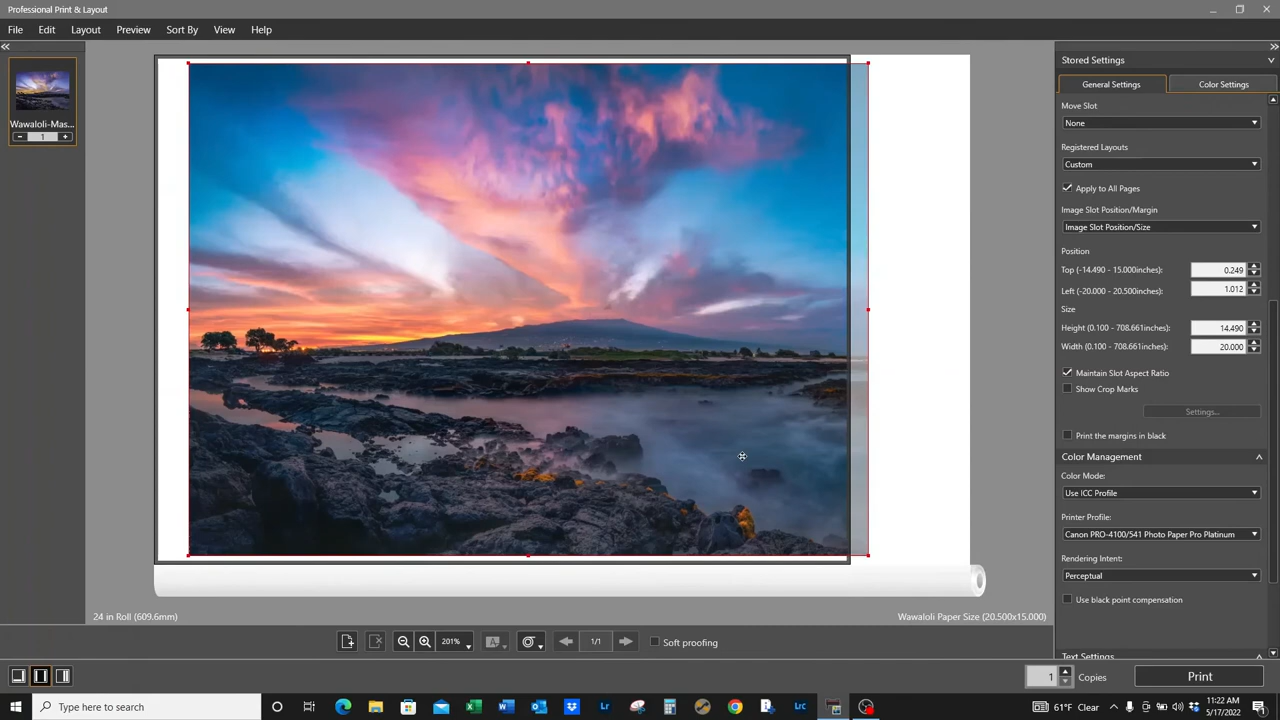 Professional Print & Layout
File Edit Layout Preview Sort By View Help
Wawaloli-Mas...
1
Stored Settings
General Settings Color Settings
Move Slot
None
Registered Layouts
Custom
Apply to All Pages
Image Slot Position/Margin
Image Slot Position/Size
Position
Top (-14.490 - 15.000inches): 0.249
Left (-20.000 - 20.500inches): 1.012
Size
Height (0.100 - 708.661inches) 14.490
Width (0.100 - 708.661inches) 20.000
Maintain Slot Aspect Ratio
Show Crop Marks
Settings...
Print the margins in black
Color Management
Color Mode:
Use ICC Profile
Printer Profile:
Canon PRO-4100/541 Photo Paper Pro Platinum
Rendering Intent:
Perceptual
Use black point compensation
Text Settings
24 in Roll (609.6mm) Wawaloli Paper Size (20.500x15.000)
201% 1/1 Soft proofing
1 Copies Print
Type here to search
Lr Lrc
61°F Clear
11:22 AM
5/17/2022